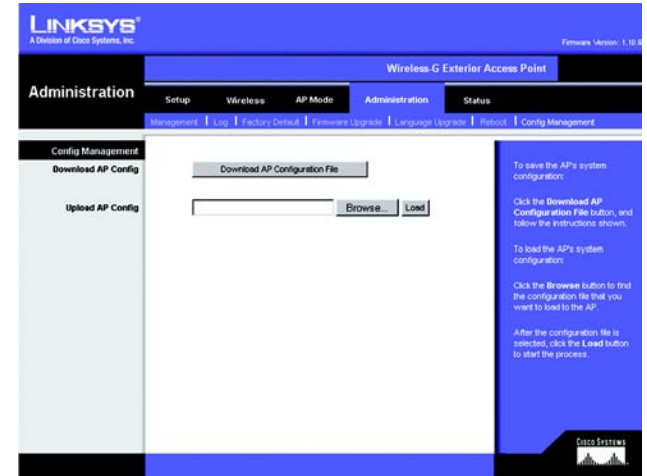 LINKSYS®
A Division of Cisco Systems, Inc.
Firmware Version: 1.10.
Wireless-G Exterior Access Point
Administration
Setup Wireless AP Mode Administration Status
Management | Log | Factory Default | Firmware Upgrade | Language Upgrade | Reboot | Config Management
Config Management
Download AP Config
Download AP Configuration File
Upload AP Config
Browse... Load
To save the AP's system
configuration:
Click the Download AP
Configuration File button, and
follow the instructions shown.
To load the AP's system
configuration:
Click the Browse button to find
the configuration file that you
want to load to the AP.
After the configuration file is
selected, click the Load button
to start the process.
CISCO SYSTEMS